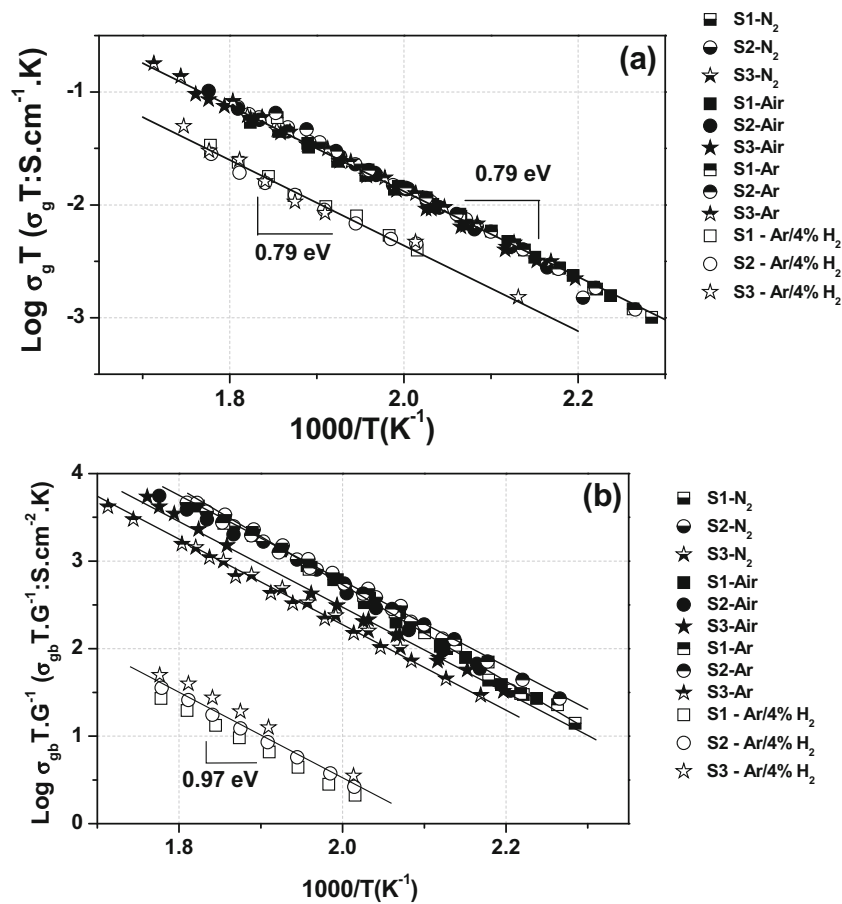 (a)
Log σg T (σg T:S.cm⁻¹.K)
-1
-2
-3
0.79 eV
0.79 eV
1.8
2.0
2.2
1000/T(K⁻¹)
S1-N₂
S2-N₂
S3-N₂
S1-Air
S2-Air
S3-Air
S1-Ar
S2-Ar
S3-Ar
S1 - Ar/4% H₂
S2 - Ar/4% H₂
S3 - Ar/4% H₂
(b)
Log σgb T.G⁻¹ (σgb T.G⁻¹:S.cm⁻².K)
4
3
2
1
0
0.97 eV
1.8
2.0
2.2
1000/T(K⁻¹)
S1-N₂
S2-N₂
S3-N₂
S1-Air
S2-Air
S3-Air
S1-Ar
S2-Ar
S3-Ar
S1 - Ar/4% H₂
S2 - Ar/4% H₂
S3 - Ar/4% H₂